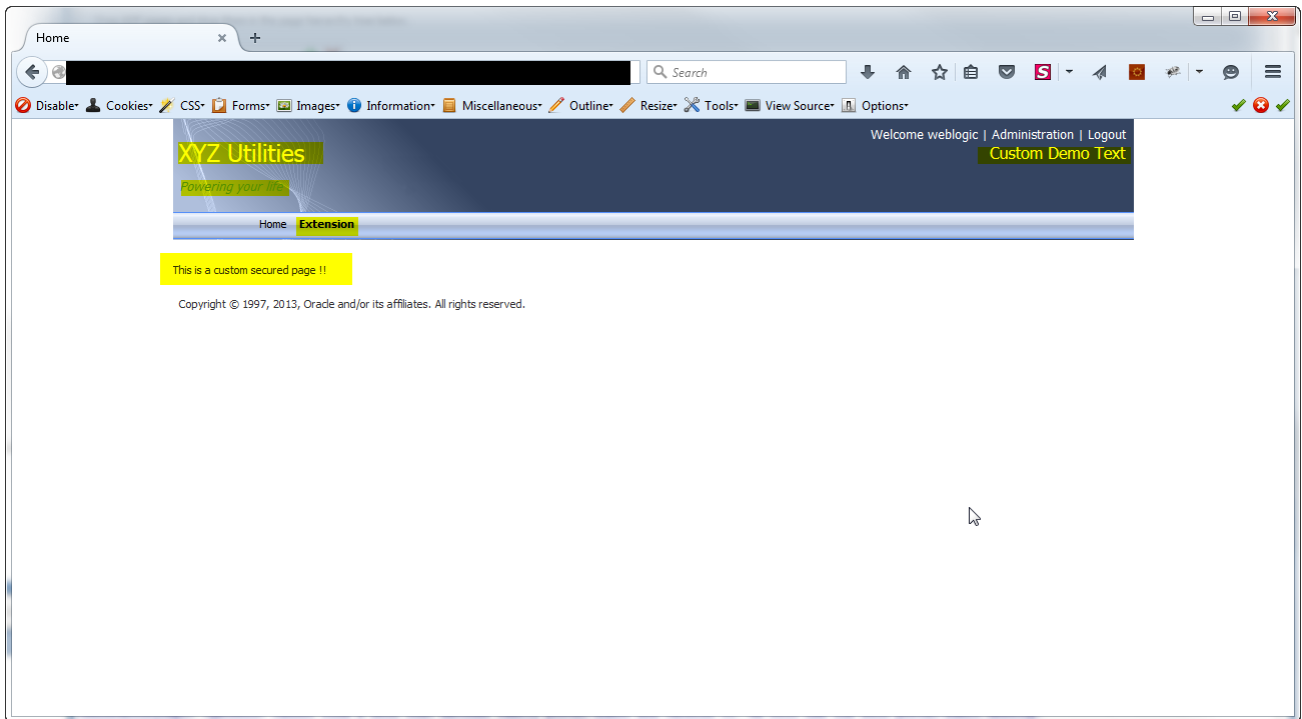 Home
Search
Disable Cookies CSS Forms Images Information Miscellaneous Outline Resize Tools View Source Options
Welcome weblogic | Administration | Logout
XYZ Utilities
Custom Demo Text
Powering your life
Home Extension
This is a custom secured page !!
Copyright © 1997, 2013, Oracle and/or its affiliates. All rights reserved.